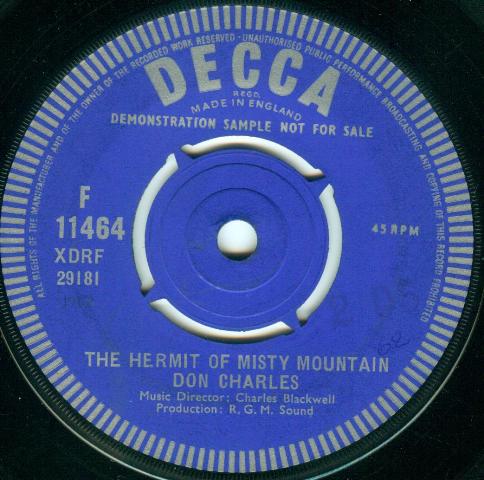 ALL RIGHTS OF THE MANUFACTURER AND OF THE OWNER OF THE RECORDED WORK RESERVED · UNAUTHORISED PUBLIC PERFORMANCE BROADCASTING AND COPYING OF THIS RECORD PROHIBITED
DECCA
REGD.
MADE IN ENGLAND
DEMONSTRATION SAMPLE NOT FOR SALE
F
11464
45 RPM
XDRF
29181
THE HERMIT OF MISTY MOUNTAIN
DON CHARLES
Music Director: Charles Blackwell
Production: R.G.M. Sound